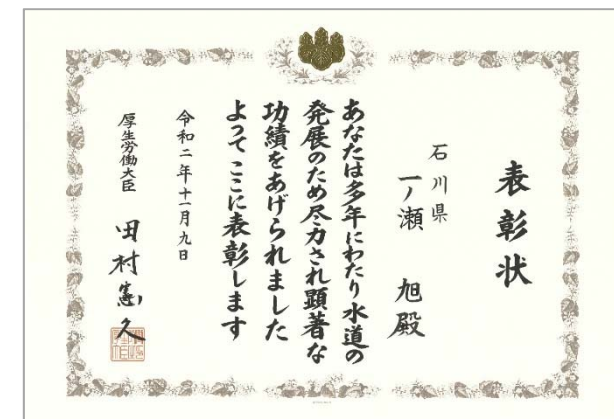 表彰状
石川県
一ノ瀬 旭殿
あなたは多年にわたり水道の
発展のため尽力され顕著な
功績をあげられました
よってここに表彰します
令和二年十一月九日
厚生労働大臣 田村憲久